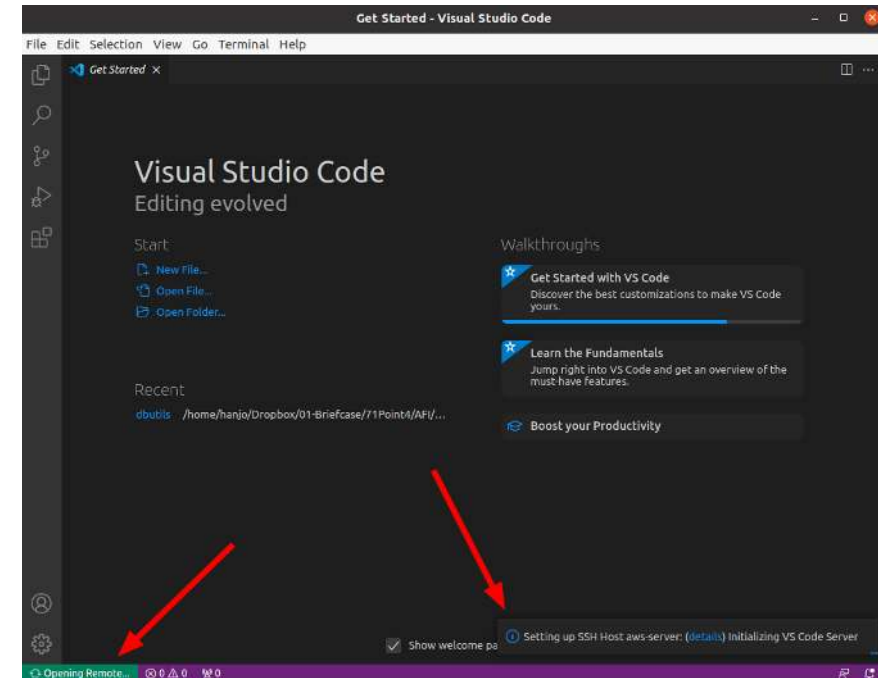 Get Started - Visual Studio Code
File Edit Selection View Go Terminal Help
Get Started
Visual Studio Code
Editing evolved
Start
New File...
Open File...
Open Folder...
Recent
dbutils /home/hanjo/Dropbox/01-Briefcase/71Point4/AFI/...
Walkthroughs
Get Started with VS Code
Discover the best customizations to make VS Code
yours.
Learn the Fundamentals
Jump right into VS Code and get an overview of the
must-have features.
Boost your Productivity
Show welcome pa
Setting up SSH Host aws-server: (details) Initializing VS Code Server
Opening Remote... 0 0 0